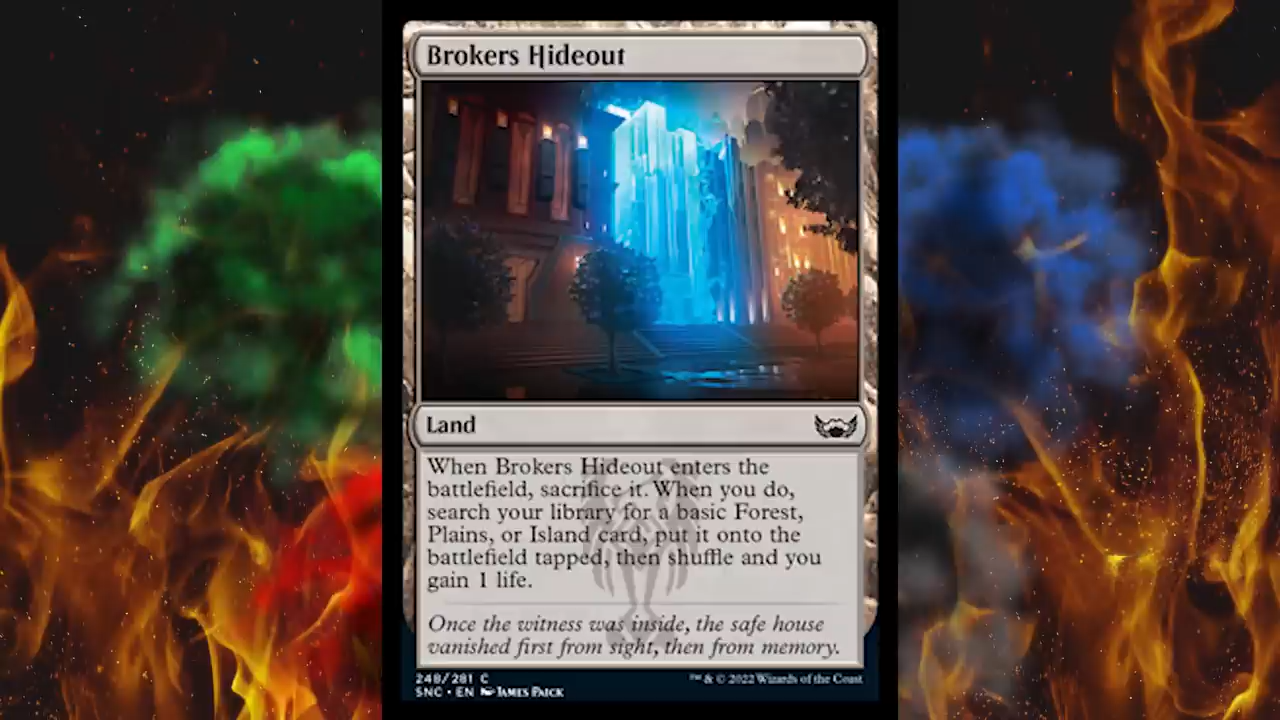 Brokers Hideout
Land
When Brokers Hideout enters the
battlefield, sacrifice it. When you do,
search your library for a basic Forest,
Plains, or Island card, put it onto the
battlefield tapped, then shuffle and you
gain 1 life.
Once the witness was inside, the safe house
vanished first from sight, then from memory.
248/281 C
SNC • EN James Paick
™ & © 2022 Wizards of the Coast